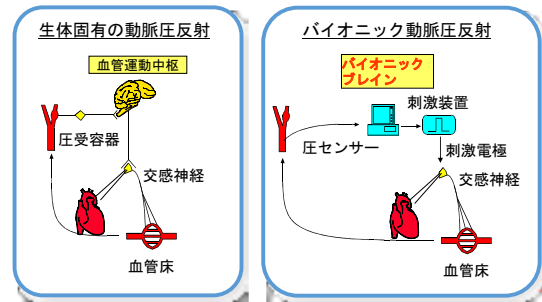 生体固有の動脈圧反射
血管運動中枢
圧受容器
交感神経
血管床
バイオニック動脈圧反射
バイオニック
ブレイン
刺激装置
圧センサー
刺激電極
交感神経
血管床